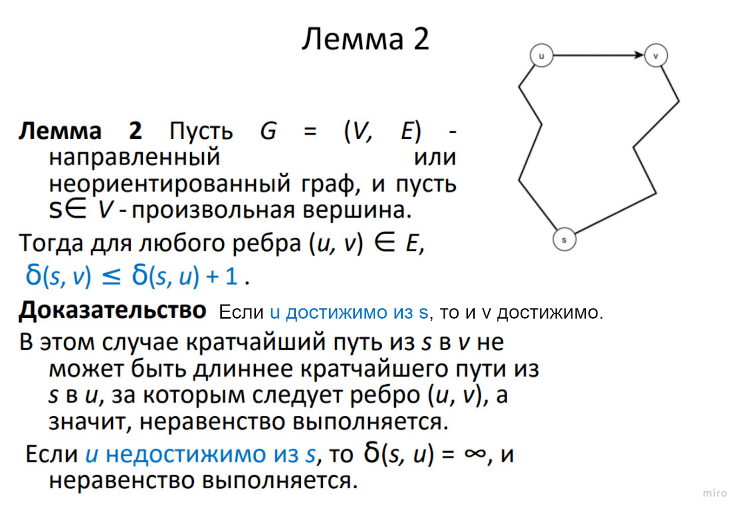 Лемма 2
u
v
s
Лемма 2 Пусть G = (V, E) -
направленный или
неориентированный граф, и пусть
s∈ V - произвольная вершина.
Тогда для любого ребра (u, v) ∈ E,
δ(s, v) ≤ δ(s, u) + 1 .
Доказательство Если u достижимо из s, то и v достижимо.
В этом случае кратчайший путь из s в v не
может быть длиннее кратчайшего пути из
s в u, за которым следует ребро (u, v), а
значит, неравенство выполняется.
Если u недостижимо из s, то δ(s, u) = ∞, и
неравенство выполняется.
miro